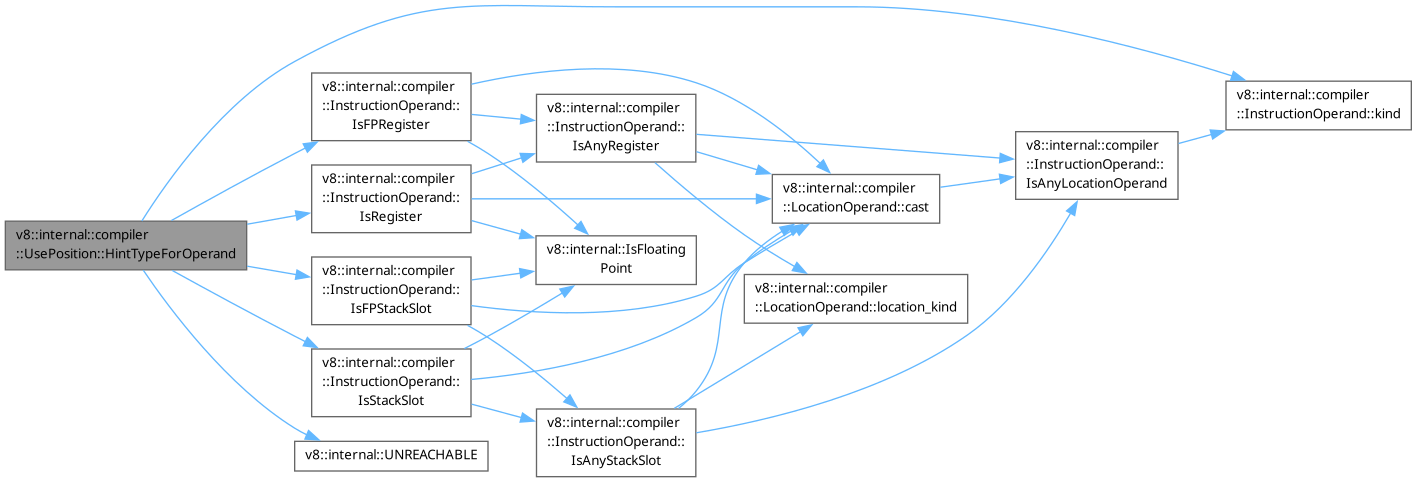 v8::internal::compiler
::UsePosition::HintTypeForOperand
v8::internal::compiler
::InstructionOperand::
IsFPRegister
v8::internal::compiler
::InstructionOperand::
IsRegister
v8::internal::compiler
::InstructionOperand::
IsFPStackSlot
v8::internal::compiler
::InstructionOperand::
IsStackSlot
v8::internal::UNREACHABLE
v8::internal::compiler
::InstructionOperand::
IsAnyRegister
v8::internal::IsFloating
Point
v8::internal::compiler
::InstructionOperand::
IsAnyStackSlot
v8::internal::compiler
::LocationOperand::cast
v8::internal::compiler
::LocationOperand::location_kind
v8::internal::compiler
::InstructionOperand::
IsAnyLocationOperand
v8::internal::compiler
::InstructionOperand::kind